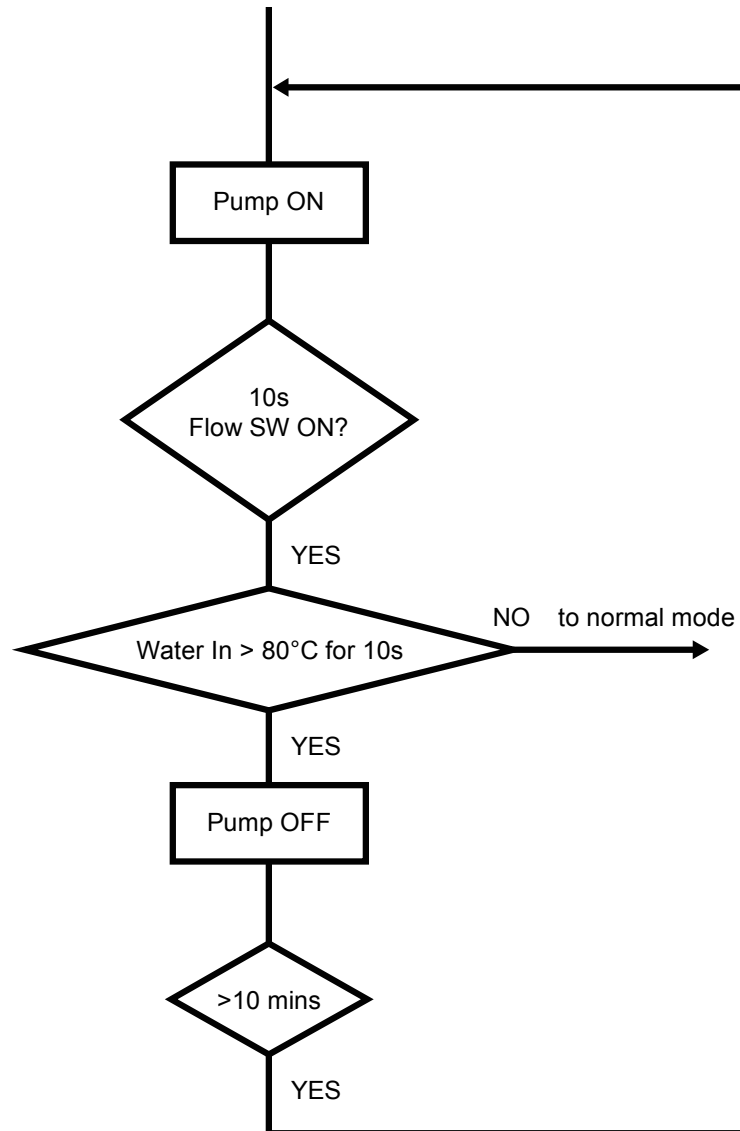 Pump ON
10s
Flow SW ON?
YES
Water In > 80°C for 10s
NO to normal mode
YES
Pump OFF
>10 mins
YES